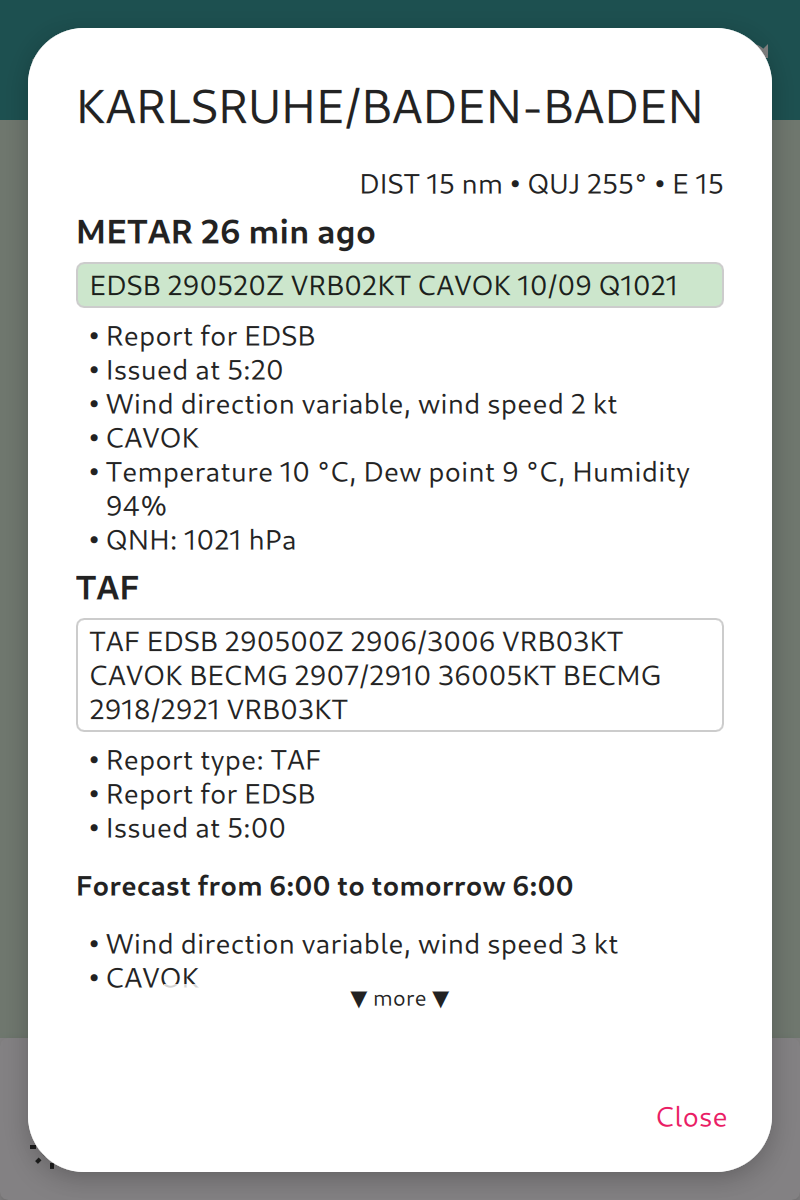 KARLSRUHE/BADEN-BADEN
DIST 15 nm • QUJ 255° • E 15
METAR 26 min ago
EDSB 290520Z VRB02KT CAVOK 10/09 Q1021
• Report for EDSB
• Issued at 5:20
• Wind direction variable, wind speed 2 kt
• CAVOK
• Temperature 10 °C, Dew point 9 °C, Humidity
94%
• QNH: 1021 hPa
TAF
TAF EDSB 290500Z 2906/3006 VRB03KT
CAVOK BECMG 2907/2910 36005KT BECMG
2918/2921 VRB03KT
• Report type: TAF
• Report for EDSB
• Issued at 5:00
Forecast from 6:00 to tomorrow 6:00
• Wind direction variable, wind speed 3 kt
• CAVOK
▼ more ▼
Close